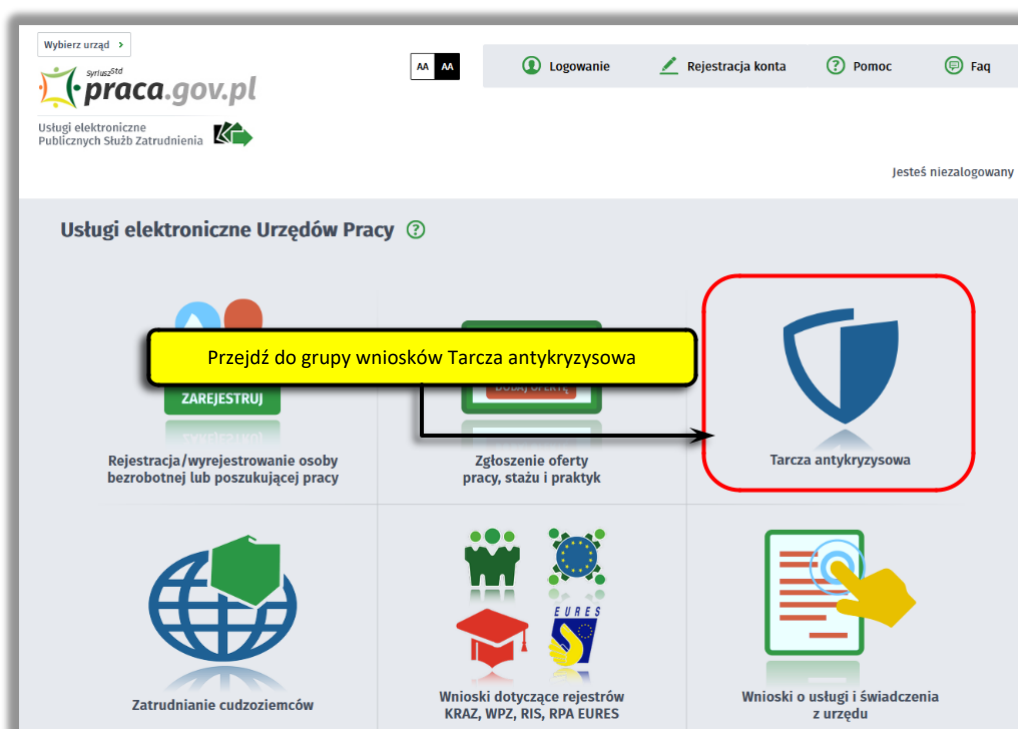 Wybierz urząd >
AA AA
Logowanie
Rejestracja konta
Pomoc
Faq
SyriuszStd
praca.gov.pl
Usługi elektroniczne
Publicznych Służb Zatrudnienia
Jesteś niezalogowany
Usługi elektroniczne Urzędów Pracy
Przejdź do grupy wniosków Tarcza antykryzysowa
ZAREJESTRUJ
DODAJ OFERTĘ
Rejestracja/wyrejestrowanie osoby
bezrobotnej lub poszukującej pracy
Zgłoszenie oferty
pracy, stażu i praktyk
Tarcza antykryzysowa
EURES
Zatrudnianie cudzoziemców
Wnioski dotyczące rejestrów
KRAZ, WPZ, RIS, RPA EURES
Wnioski o usługi i świadczenia
z urzędu